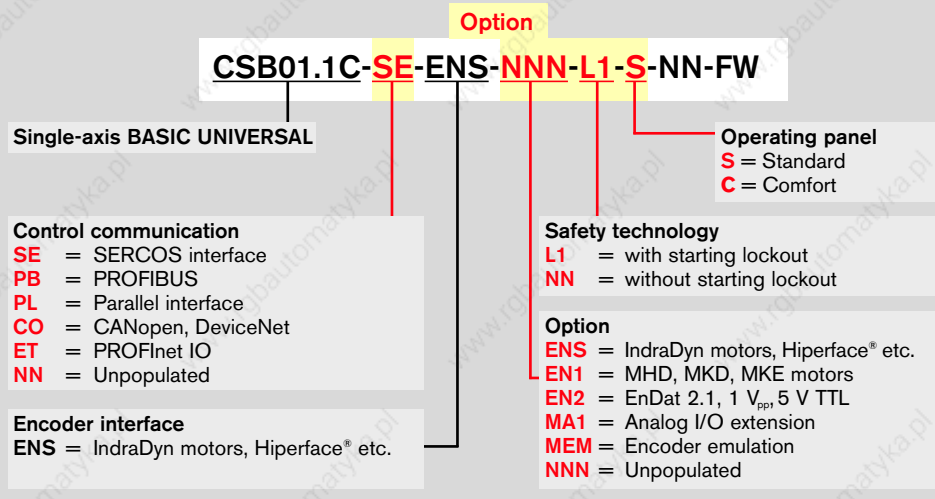 Option
CSB01.1C-SE-ENS-NNN-L1-S-NN-FW
Single-axis BASIC UNIVERSAL
Operating panel
S = Standard
C = Comfort
Control communication
SE = SERCOS interface
PB = PROFIBUS
PL = Parallel interface
CO = CANopen, DeviceNet
ET = PROFInet IO
NN = Unpopulated
Safety technology
L1 = with starting lockout
NN = without starting lockout
Encoder interface
ENS = IndraDyn motors, Hiperface® etc.
Option
ENS = IndraDyn motors, Hiperface® etc.
EN1 = MHD, MKD, MKE motors
EN2 = EnDat 2.1, 1 Vpp, 5 V TTL
MA1 = Analog I/O extension
MEM = Encoder emulation
NNN = Unpopulated
www.rgbautomatyka.pl